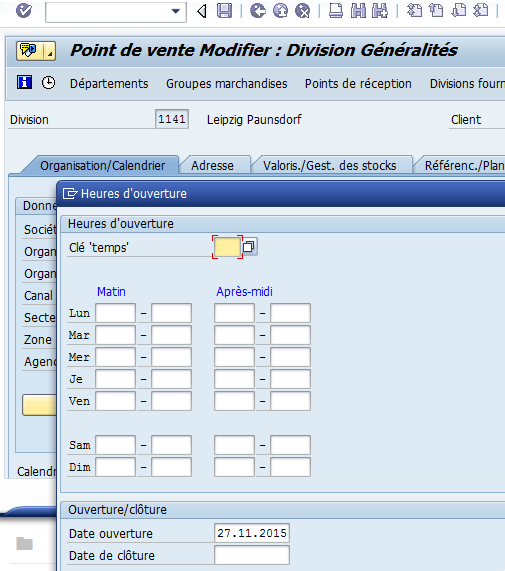 Point de vente Modifier : Division Généralités
Départements Groupes marchandises Points de réception Divisions fourn
Division 1141 Leipzig Paunsdorf Client
Organisation/Calendrier Adresse Valoris./Gest. des stocks Référenc./Plan
Donne
Sociét
Organ
Organ
Canal
Secte
Zone
Agenc
Calendr
Heures d'ouverture
Heures d'ouverture
Clé 'temps'
Matin Après-midi
Lun – –
Mar – –
Mer – –
Je – –
Ven – –
Sam – –
Dim – –
Ouverture/clôture
Date ouverture 27.11.2015
Date de clôture